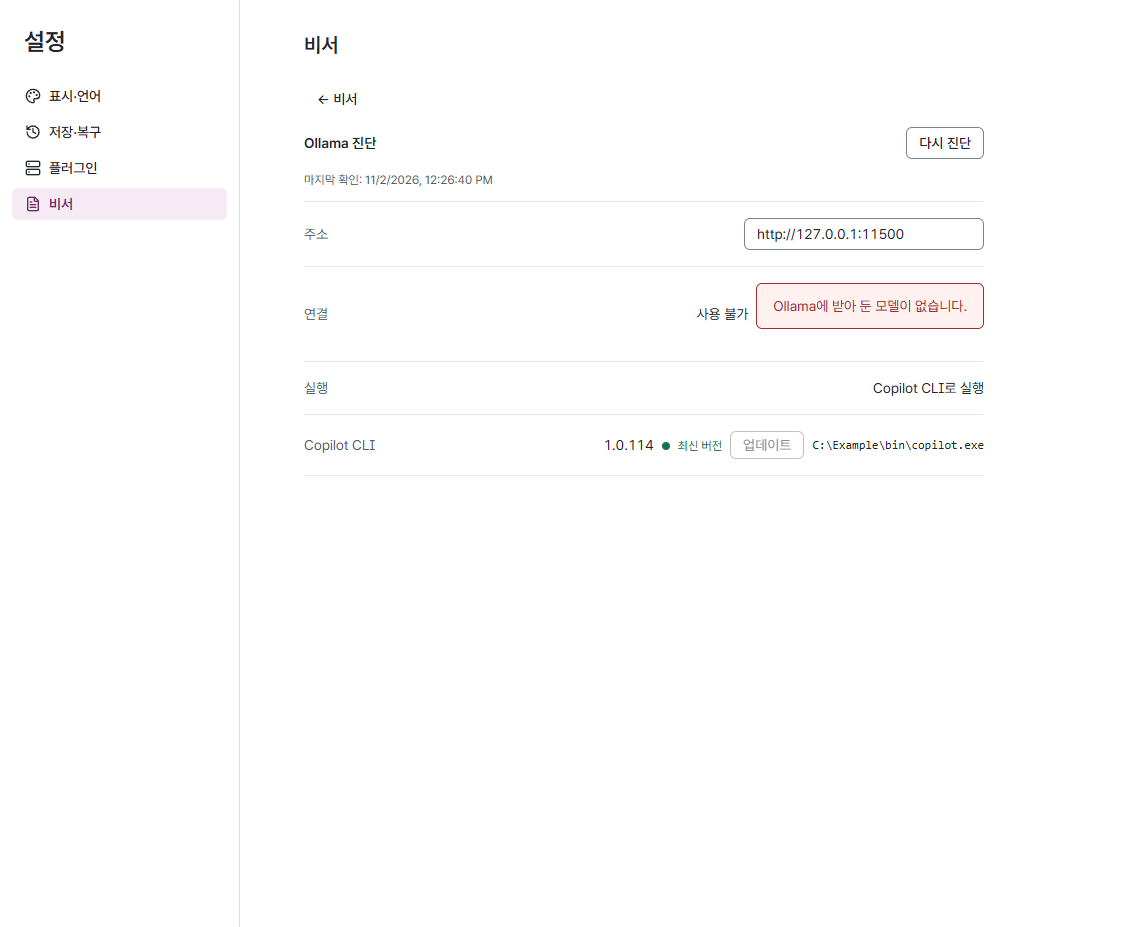 설정
표시·언어
저장·복구
플러그인
비서
비서
← 비서
Ollama 진단
다시 진단
마지막 확인: 11/2/2026, 12:26:40 PM
주소
http://127.0.0.1:11500
연결
사용 불가
Ollama에 받아 둔 모델이 없습니다.
실행
Copilot CLI로 실행
Copilot CLI
1.0.114
최신 버전
업데이트
C:\Example\bin\copilot.exe